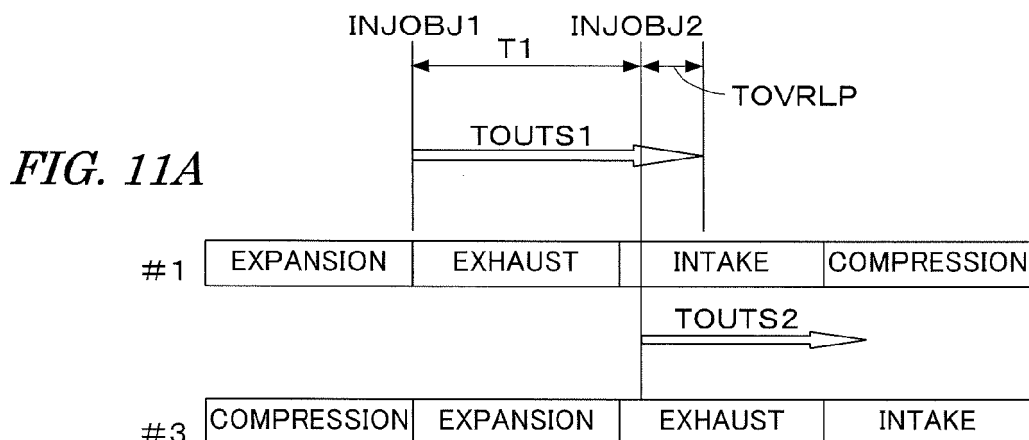 INJOBJ1 INJOBJ2
T1
TOVRLP
TOUTS1
FIG. 11A
#1 EXPANSION EXHAUST INTAKE COMPRESSION
TOUTS2
#3 COMPRESSION EXPANSION EXHAUST INTAKE